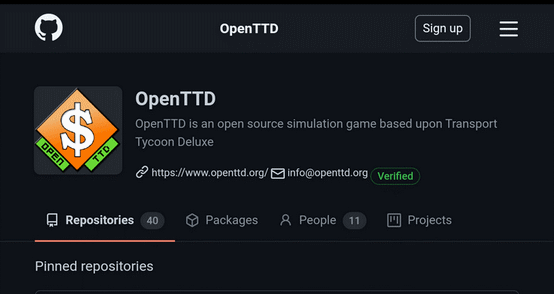 OpenTTD
Sign up
OpenTTD
$
OPEN TTD
OpenTTD is an open source simulation game based upon Transport
Tycoon Deluxe
https://www.openttd.org/ info@openttd.org Verified
Repositories 40 Packages People 11 Projects
Pinned repositories